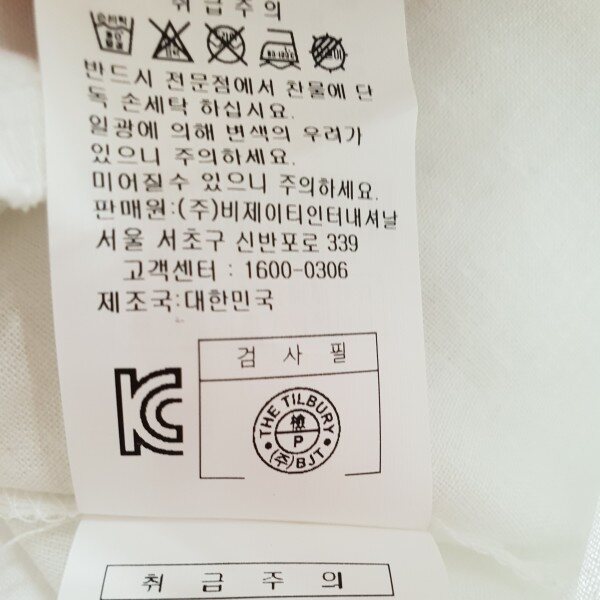 취급주의
반드시 전문점에서 찬물에 단
독 손세탁 하십시요.
일광에 의해 변색의 우려가
있으니 주의하세요.
미어질수 있으니 주의하세요.
판매원:(주)비제이티인터내셔날
서울 서초구 신반포로 339
고객센터 : 1600-0306
제조국:대한민국
검 사 필
THE TILBURY
檢
P
(주)BJT
취 급 주 의